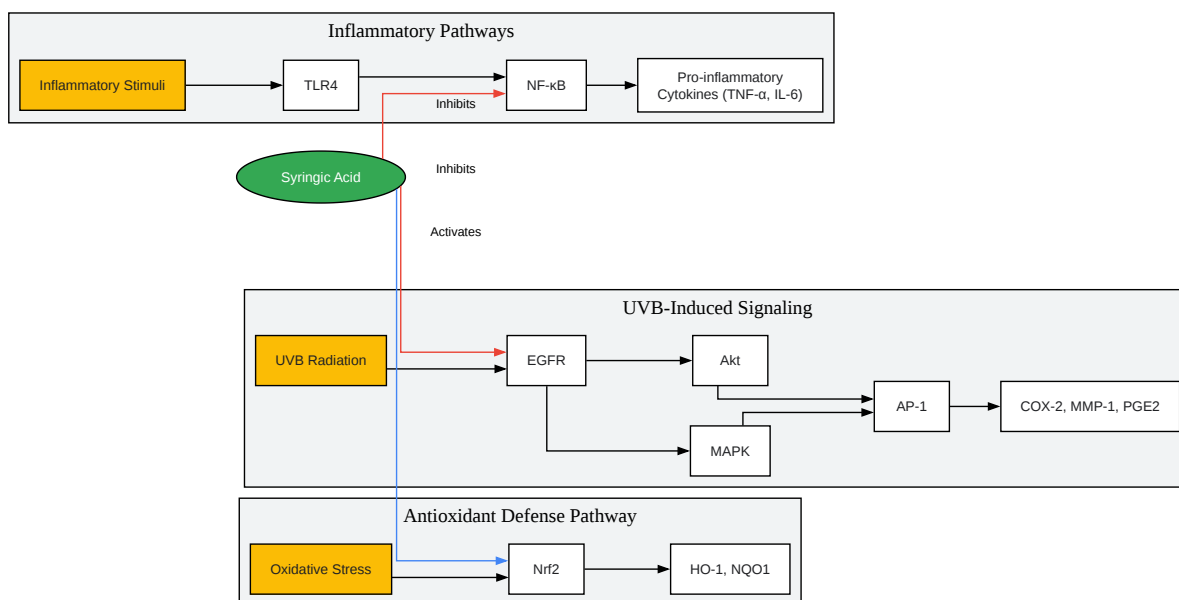 Inflammatory Pathways
Inflammatory Stimuli
TLR4
NF-κB
Pro-inflammatory
Cytokines (TNF-α, IL-6)
Inhibits
Syringic Acid
Inhibits
Activates
UVB-Induced Signaling
UVB Radiation
EGFR
Akt
AP-1
COX-2, MMP-1, PGE2
MAPK
Antioxidant Defense Pathway
Oxidative Stress
Nrf2
HO-1, NQO1